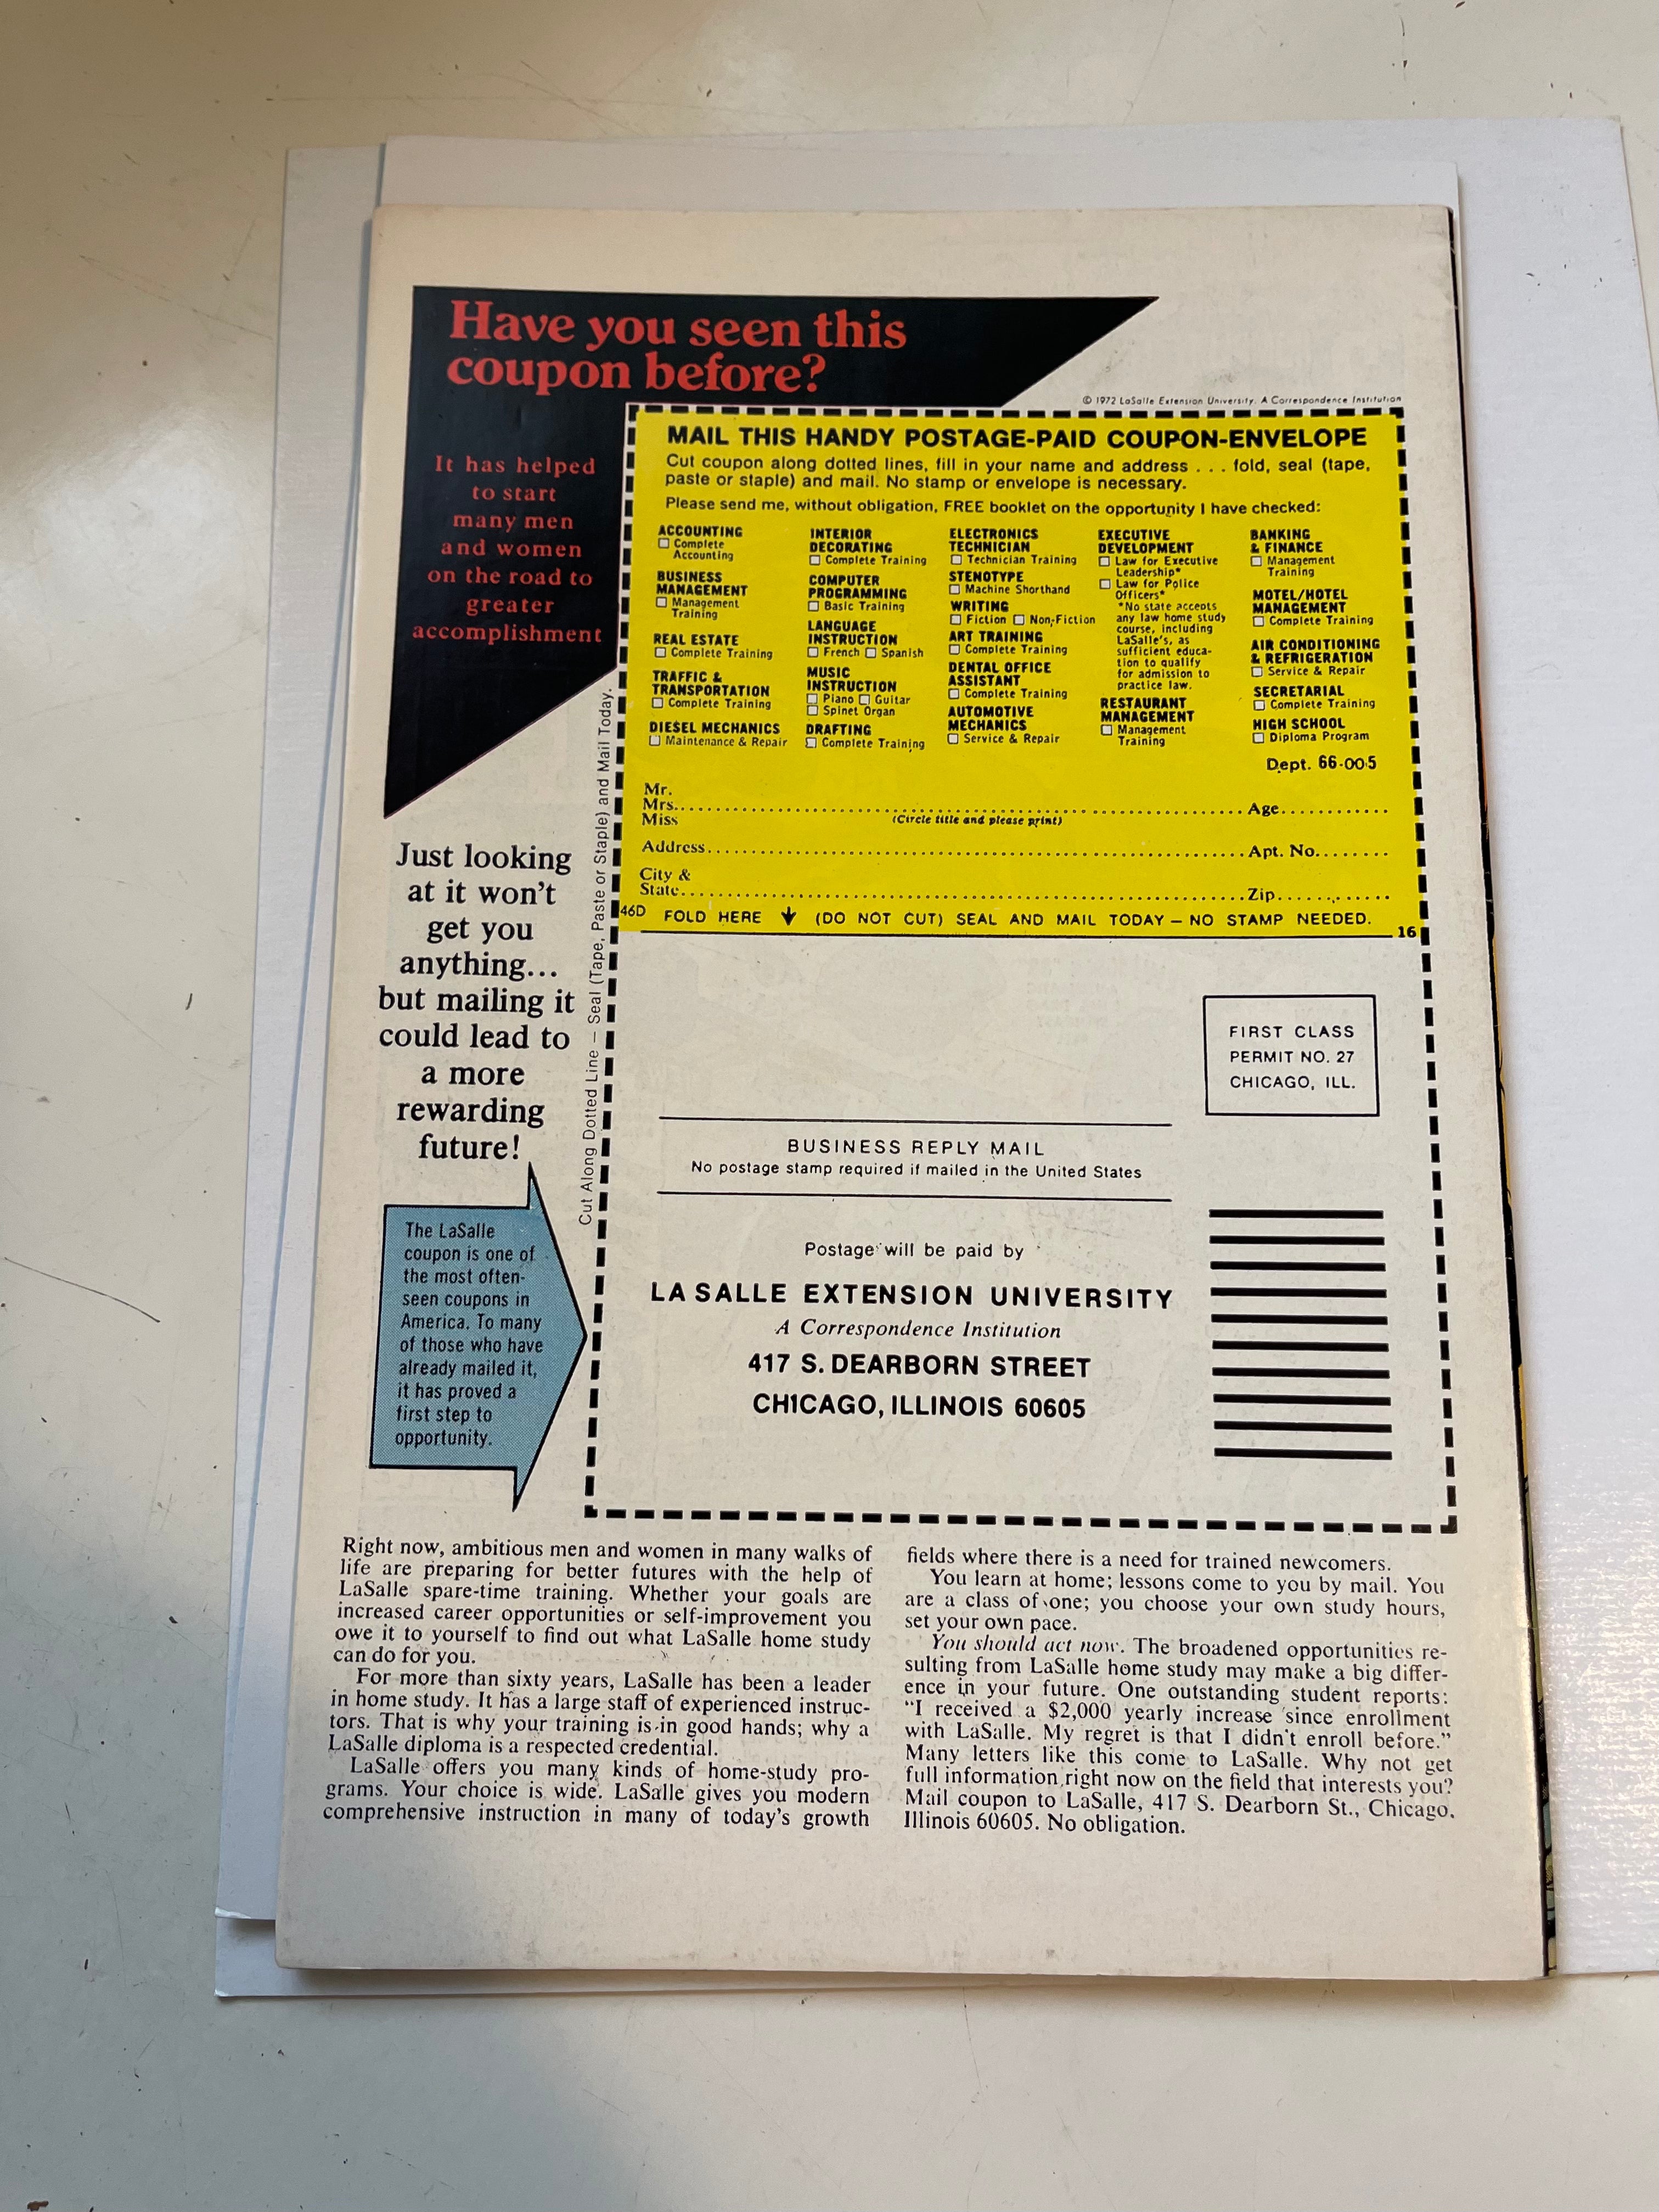 Have you seen this
coupon before?
It has helped
to start
many men
and women
on the road to
greater
accomplishment
© 1972 LaSalle Extension University. A Correspondence Institution
MAIL THIS HANDY POSTAGE-PAID COUPON-ENVELOPE
Cut coupon along dotted lines, fill in your name and address . . . fold, seal (tape,
paste or staple) and mail. No stamp or envelope is necessary.
Please send me, without obligation, FREE booklet on the opportunity I have checked:
ACCOUNTING
☐ Complete
Accounting
BUSINESS
MANAGEMENT
☐ Management
Training
REAL ESTATE
☐ Complete Training
TRAFFIC &
TRANSPORTATION
☐ Complete Training
DIESEL MECHANICS
☐ Maintenance & Repair
INTERIOR
DECORATING
☐ Complete Training
COMPUTER
PROGRAMMING
☐ Basic Training
LANGUAGE
INSTRUCTION
☐ French ☐ Spanish
MUSIC
INSTRUCTION
☐ Piano ☐ Guitar
☐ Spinet Organ
DRAFTING
☐ Complete Training
ELECTRONICS
TECHNICIAN
☐ Technician Training
STENOTYPE
☐ Machine Shorthand
WRITING
☐ Fiction ☐ Non-Fiction
ART TRAINING
☐ Complete Training
DENTAL OFFICE
ASSISTANT
☐ Complete Training
AUTOMOTIVE
MECHANICS
☐ Service & Repair
EXECUTIVE
DEVELOPMENT
☐ Law for Executive
Leadership*
☐ Law for Police
Officers*
*No state accepts
any law home study
course, including
LaSalle's, as
sufficient educa-
tion to qualify
for admission to
practice law.
RESTAURANT
MANAGEMENT
☐ Management
Training
BANKING
& FINANCE
☐ Management
Training
MOTEL/HOTEL
MANAGEMENT
☐ Complete Training
AIR CONDITIONING
& REFRIGERATION
☐ Service & Repair
SECRETARIAL
☐ Complete Training
HIGH SCHOOL
☐ Diploma Program
Dept. 66-005
Mr.
Mrs. Age
Miss (Circle title and please print)
Address Apt. No.
City &
State Zip
46D FOLD HERE ↓ (DO NOT CUT) SEAL AND MAIL TODAY — NO STAMP NEEDED.
16
Cut Along Dotted Line — Seal (Tape, Paste or Staple) and Mail Today.
Just looking
at it won't
get you
anything...
but mailing it
could lead to
a more
rewarding
future!
The LaSalle
coupon is one of
the most often-
seen coupons in
America. To many
of those who have
already mailed it,
it has proved a
first step to
opportunity.
FIRST CLASS
PERMIT NO. 27
CHICAGO, ILL.
BUSINESS REPLY MAIL
No postage stamp required if mailed in the United States
Postage will be paid by
LA SALLE EXTENSION UNIVERSITY
A Correspondence Institution
417 S. DEARBORN STREET
CHICAGO, ILLINOIS 60605
Right now, ambitious men and women in many walks of
life are preparing for better futures with the help of
LaSalle spare-time training. Whether your goals are
increased career opportunities or self-improvement you
owe it to yourself to find out what LaSalle home study
can do for you.
For more than sixty years, LaSalle has been a leader
in home study. It has a large staff of experienced instruc-
tors. That is why your training is in good hands; why a
LaSalle diploma is a respected credential.
LaSalle offers you many kinds of home-study pro-
grams. Your choice is wide. LaSalle gives you modern
comprehensive instruction in many of today's growth
fields where there is a need for trained newcomers.
You learn at home; lessons come to you by mail. You
are a class of one; you choose your own study hours,
set your own pace.
You should act now. The broadened opportunities re-
sulting from LaSalle home study may make a big differ-
ence in your future. One outstanding student reports:
"I received a $2,000 yearly increase since enrollment
with LaSalle. My regret is that I didn't enroll before."
Many letters like this come to LaSalle. Why not get
full information right now on the field that interests you?
Mail coupon to LaSalle, 417 S. Dearborn St., Chicago,
Illinois 60605. No obligation.